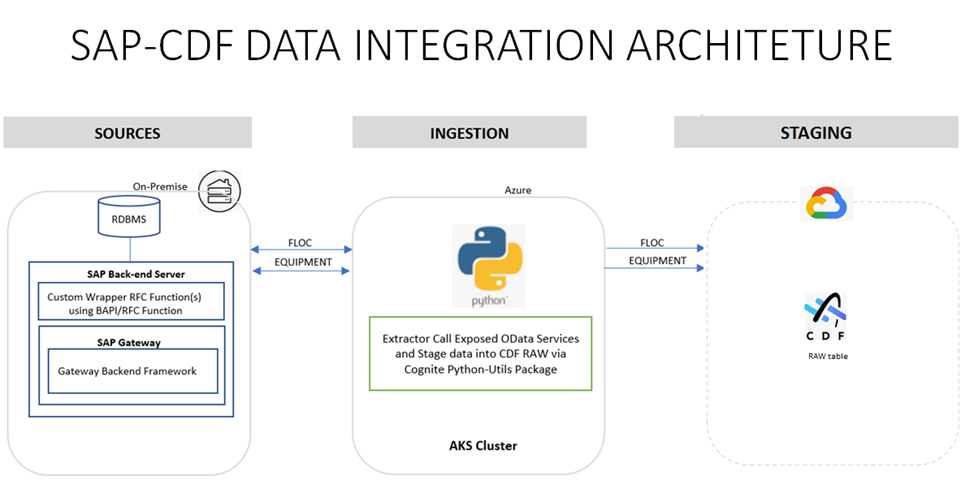 SAP-CDF DATA INTEGRATION ARCHITETURE
SOURCES
INGESTION
STAGING
On-Premise
RDBMS
SAP Back-end Server
Custom Wrapper RFC Function(s)
using BAPI/RFC Function
SAP Gateway
Gateway Backend Framework
FLOC
EQUIPMENT
Azure
python™
Extractor Call Exposed OData Services
and Stage data into CDF RAW via
Cognite Python-Utils Package
AKS Cluster
FLOC
EQUIPMENT
CDF
RAW table